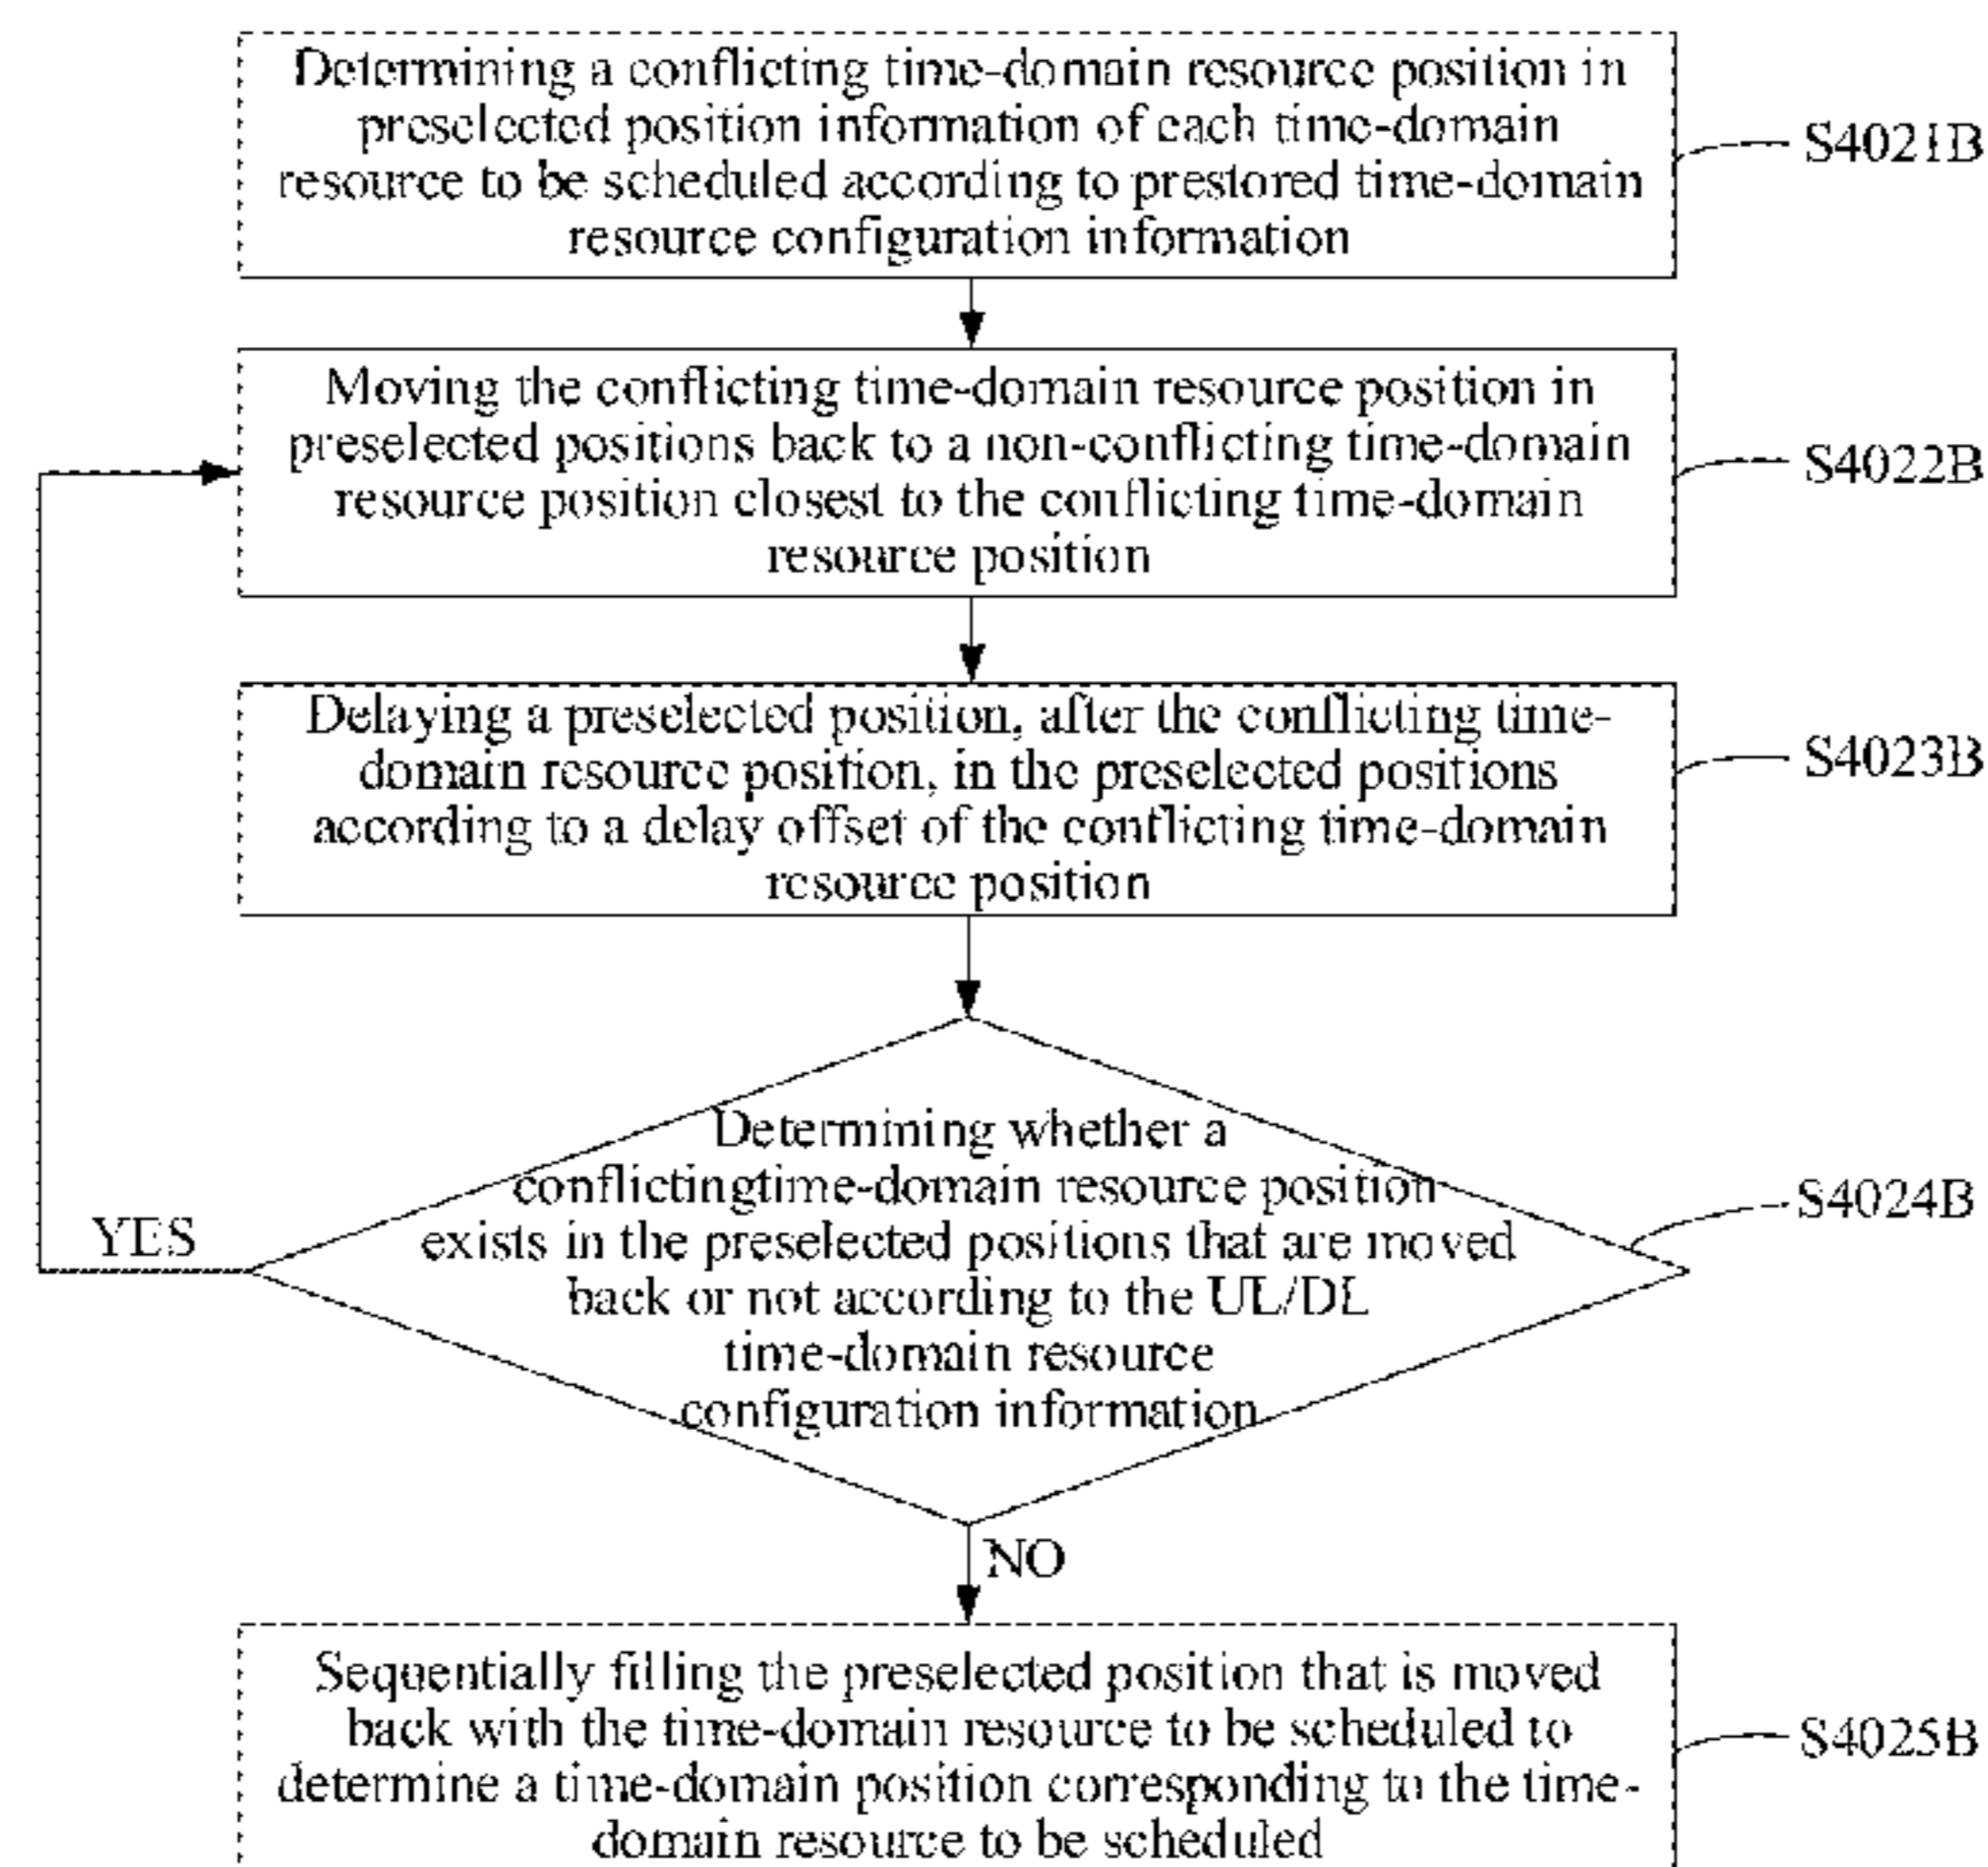 Determining a conflicting time-domain resource position in
preselected position information of each time-domain
resource to be scheduled according to prestored time-domain
resource configuration information
S4021B
Moving the conflicting time-domain resource position in
preselected positions back to a non-conflicting time-domain
resource position closest to the conflicting time-domain
resource position
S4022B
Delaying a preselected position, after the conflicting time-
domain resource position, in the preselected positions
according to a delay offset of the conflicting time-domain
resource position
S4023B
Determining whether a
conflictingtime-domain resource position
exists in the preselected positions that are moved
back or not according to the UL/DL
time-domain resource
configuration information
S4024B
YES
NO
Sequentially filling the preselected position that is moved
back with the time-domain resource to be scheduled to
determine a time-domain position corresponding to the time-
domain resource to be scheduled
S4025B